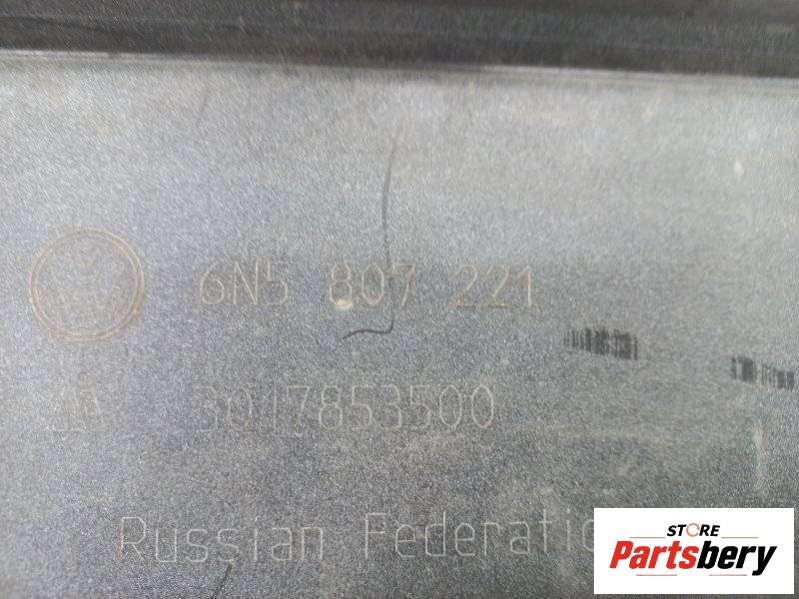 6N5 807 221
3017853500
Russian Federatio
STORE
Partsbery